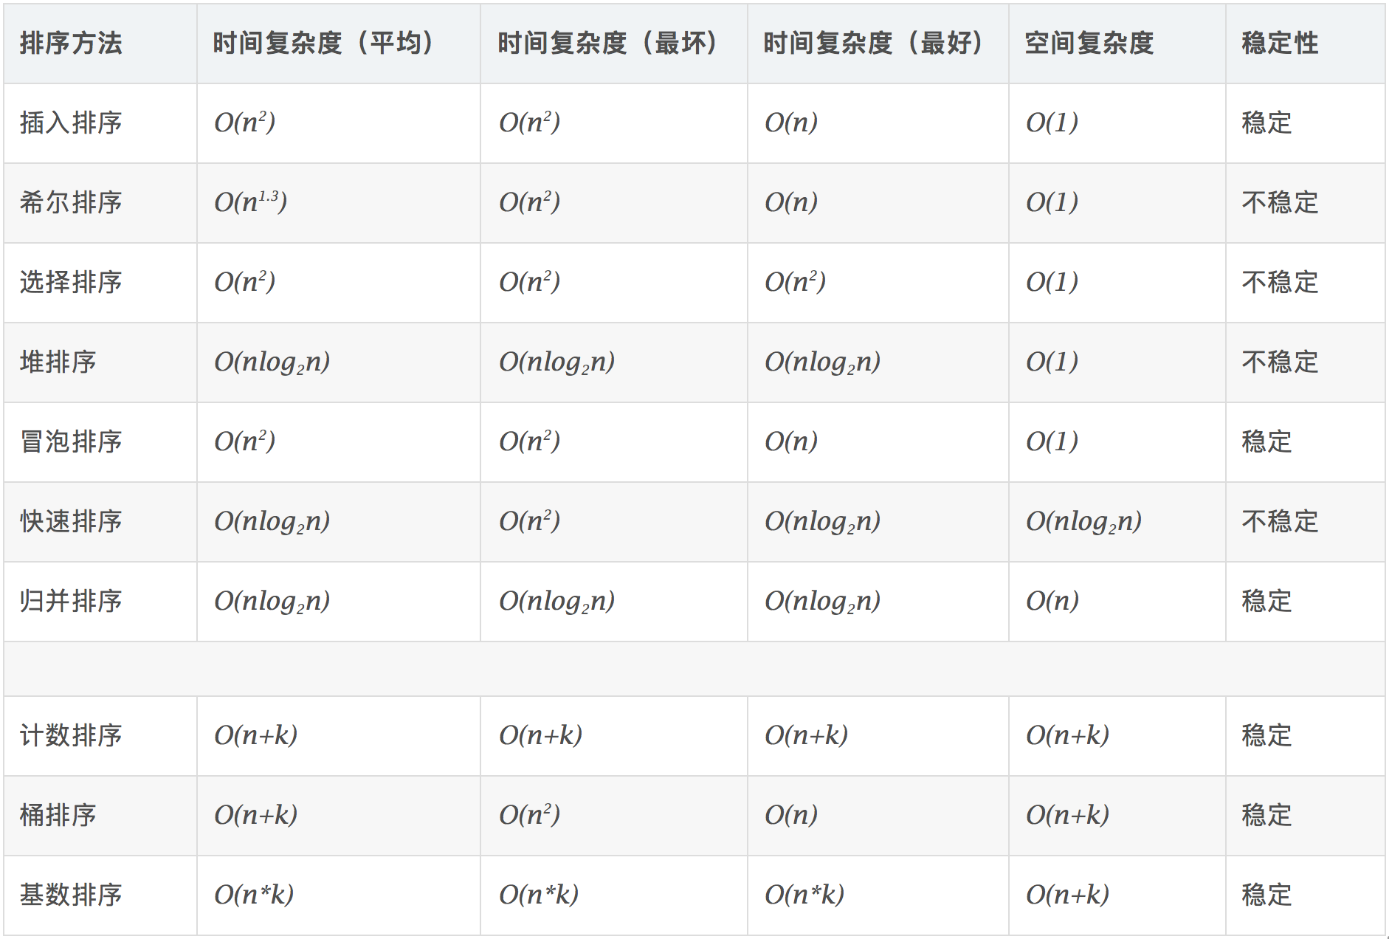 排序方法 时间复杂度（平均） 时间复杂度（最坏） 时间复杂度（最好） 空间复杂度 稳定性
插入排序 O(n²) O(n²) O(n) O(1) 稳定
希尔排序 O(n¹·³) O(n²) O(n) O(1) 不稳定
选择排序 O(n²) O(n²) O(n²) O(1) 不稳定
堆排序 O(nlog₂n) O(nlog₂n) O(nlog₂n) O(1) 不稳定
冒泡排序 O(n²) O(n²) O(n) O(1) 稳定
快速排序 O(nlog₂n) O(n²) O(nlog₂n) O(nlog₂n) 不稳定
归并排序 O(nlog₂n) O(nlog₂n) O(nlog₂n) O(n) 稳定
计数排序 O(n+k) O(n+k) O(n+k) O(n+k) 稳定
桶排序 O(n+k) O(n²) O(n) O(n+k) 稳定
基数排序 O(n*k) O(n*k) O(n*k) O(n+k) 稳定